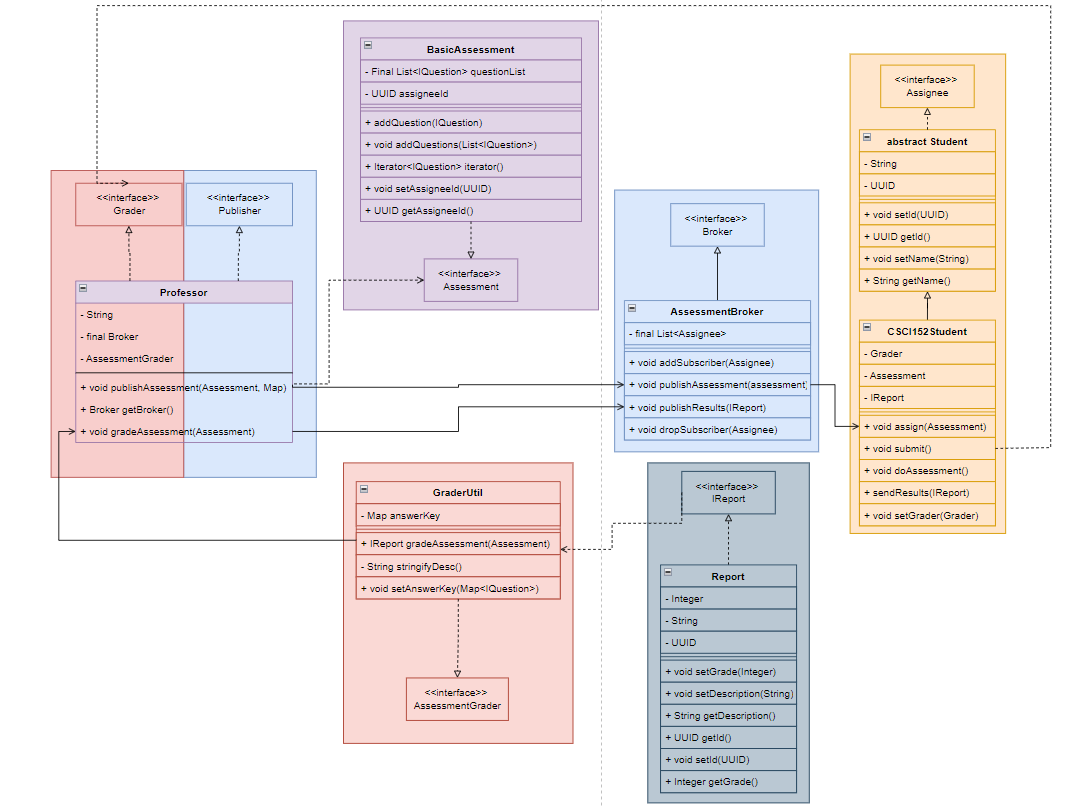 BasicAssessment
- Final List<IQuestion> questionList
- UUID assigneeId
+ addQuestion(IQuestion)
+ void addQuestions(List<IQuestion>)
+ Iterator<IQuestion> iterator()
+ void setAssigneeId(UUID)
+ UUID getAssigneeId()
<<interface>>
Assessment
<<interface>>
Grader
<<interface>>
Publisher
Professor
- String
- final Broker
- AssessmentGrader
+ void publishAssessment(Assessment, Map)
+ Broker getBroker()
+ void gradeAssessment(Assessment)
<<interface>>
Broker
AssessmentBroker
- final List<Assignee>
+ void addSubscriber(Assignee)
+ void publishAssessment(assessment)
+ void publishResults(IReport)
+ void dropSubscriber(Assignee)
<<interface>>
Assignee
abstract Student
- String
- UUID
+ void setId(UUID)
+ UUID getId()
+ void setName(String)
+ String getName()
CSCI152Student
- Grader
- Assessment
- IReport
+ void assign(Assessment)
+ void submit()
+ void doAssessment()
+ sendResults(IReport)
+ void setGrader(Grader)
GraderUtil
- Map answerKey
+ IReport gradeAssessment(Assessment)
- String stringifyDesc()
+ void setAnswerKey(Map<IQuestion>)
<<interface>>
AssessmentGrader
<<interface>>
IReport
Report
- Integer
- String
- UUID
+ void setGrade(Integer)
+ void setDescription(String)
+ String getDescription()
+ UUID getId()
+ void setId(UUID)
+ Integer getGrade()